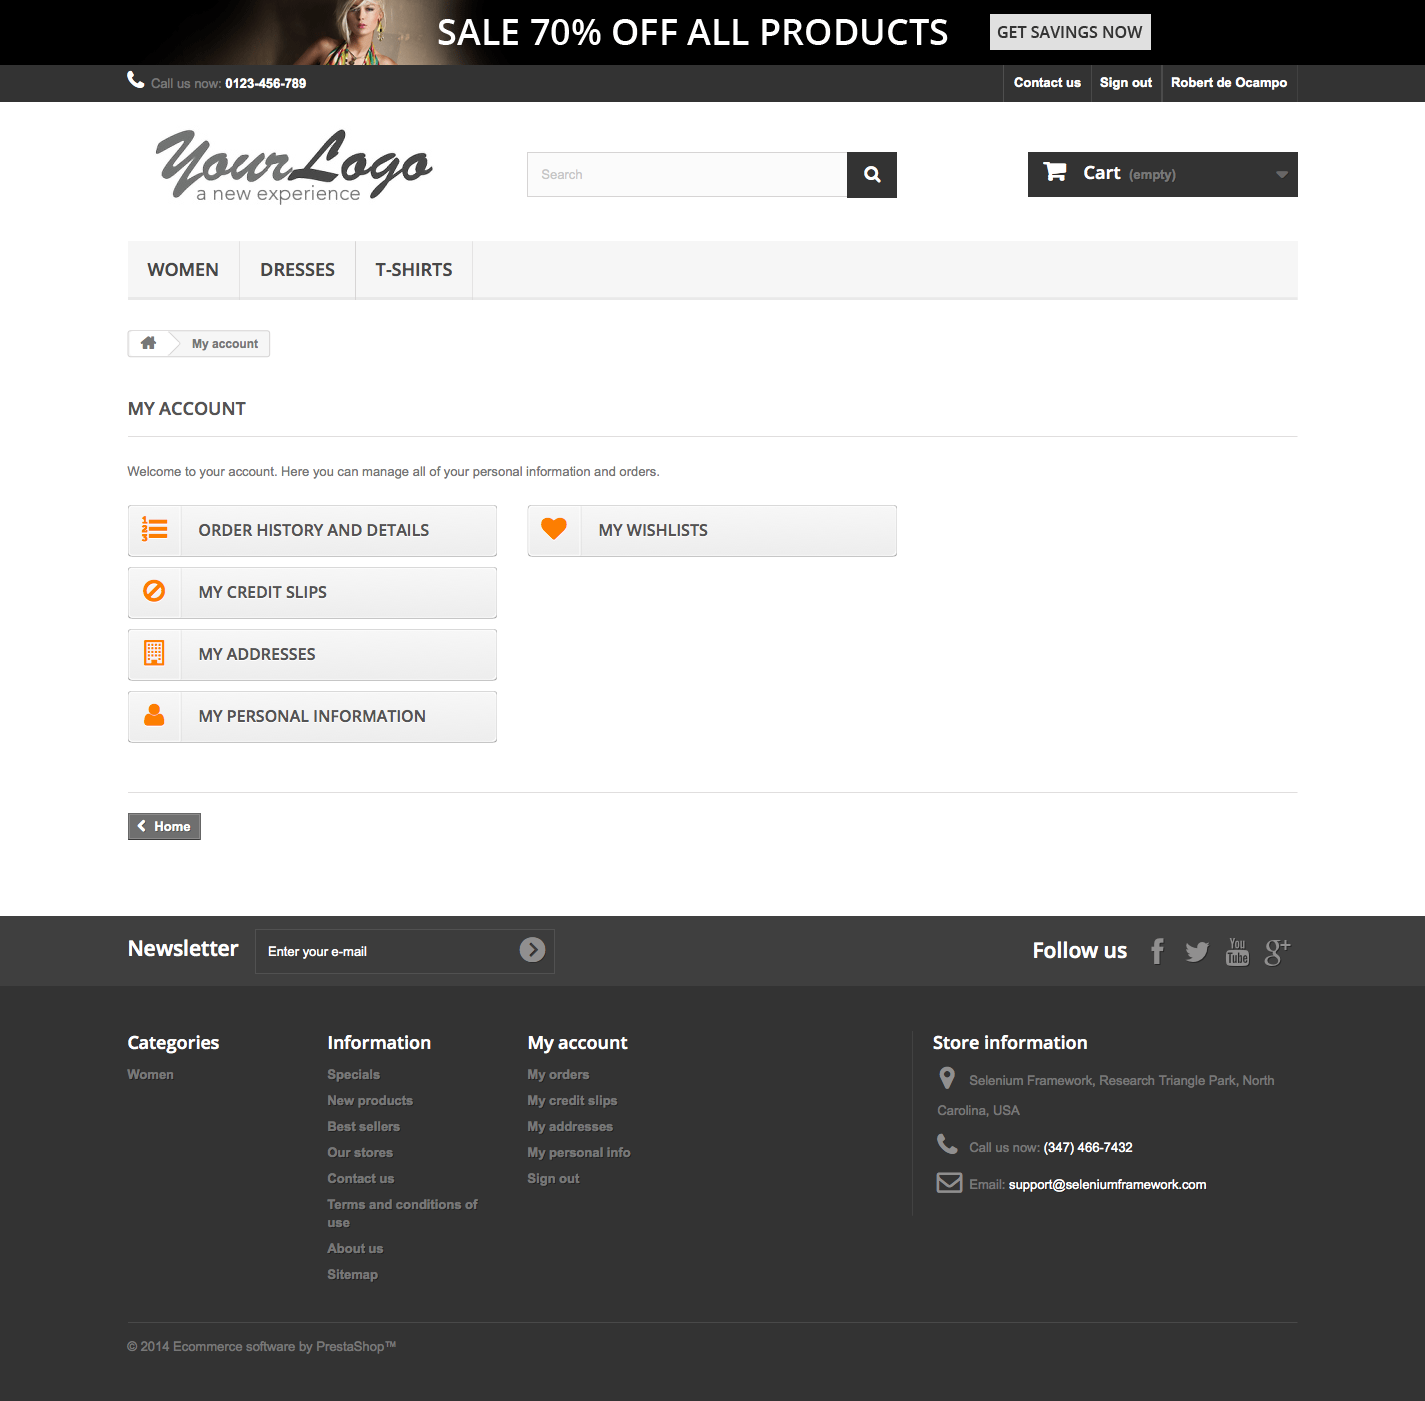 SALE 70% OFF ALL PRODUCTS GET SAVINGS NOW
Call us now: 0123-456-789 Contact us Sign out Robert de Ocampo
YourLogo
a new experience
Search
Cart (empty)
WOMEN DRESSES T-SHIRTS
My account
MY ACCOUNT
Welcome to your account. Here you can manage all of your personal information and orders.
ORDER HISTORY AND DETAILS
MY CREDIT SLIPS
MY ADDRESSES
MY PERSONAL INFORMATION
MY WISHLISTS
Home
Newsletter Enter your e-mail Follow us
You
Tube
g+
Categories
Women
Information
Specials
New products
Best sellers
Our stores
Contact us
Terms and conditions of
use
About us
Sitemap
My account
My orders
My credit slips
My addresses
My personal info
Sign out
Store information
Selenium Framework, Research Triangle Park, North
Carolina, USA
Call us now: (347) 466-7432
Email: support@seleniumframework.com
© 2014 Ecommerce software by PrestaShop™